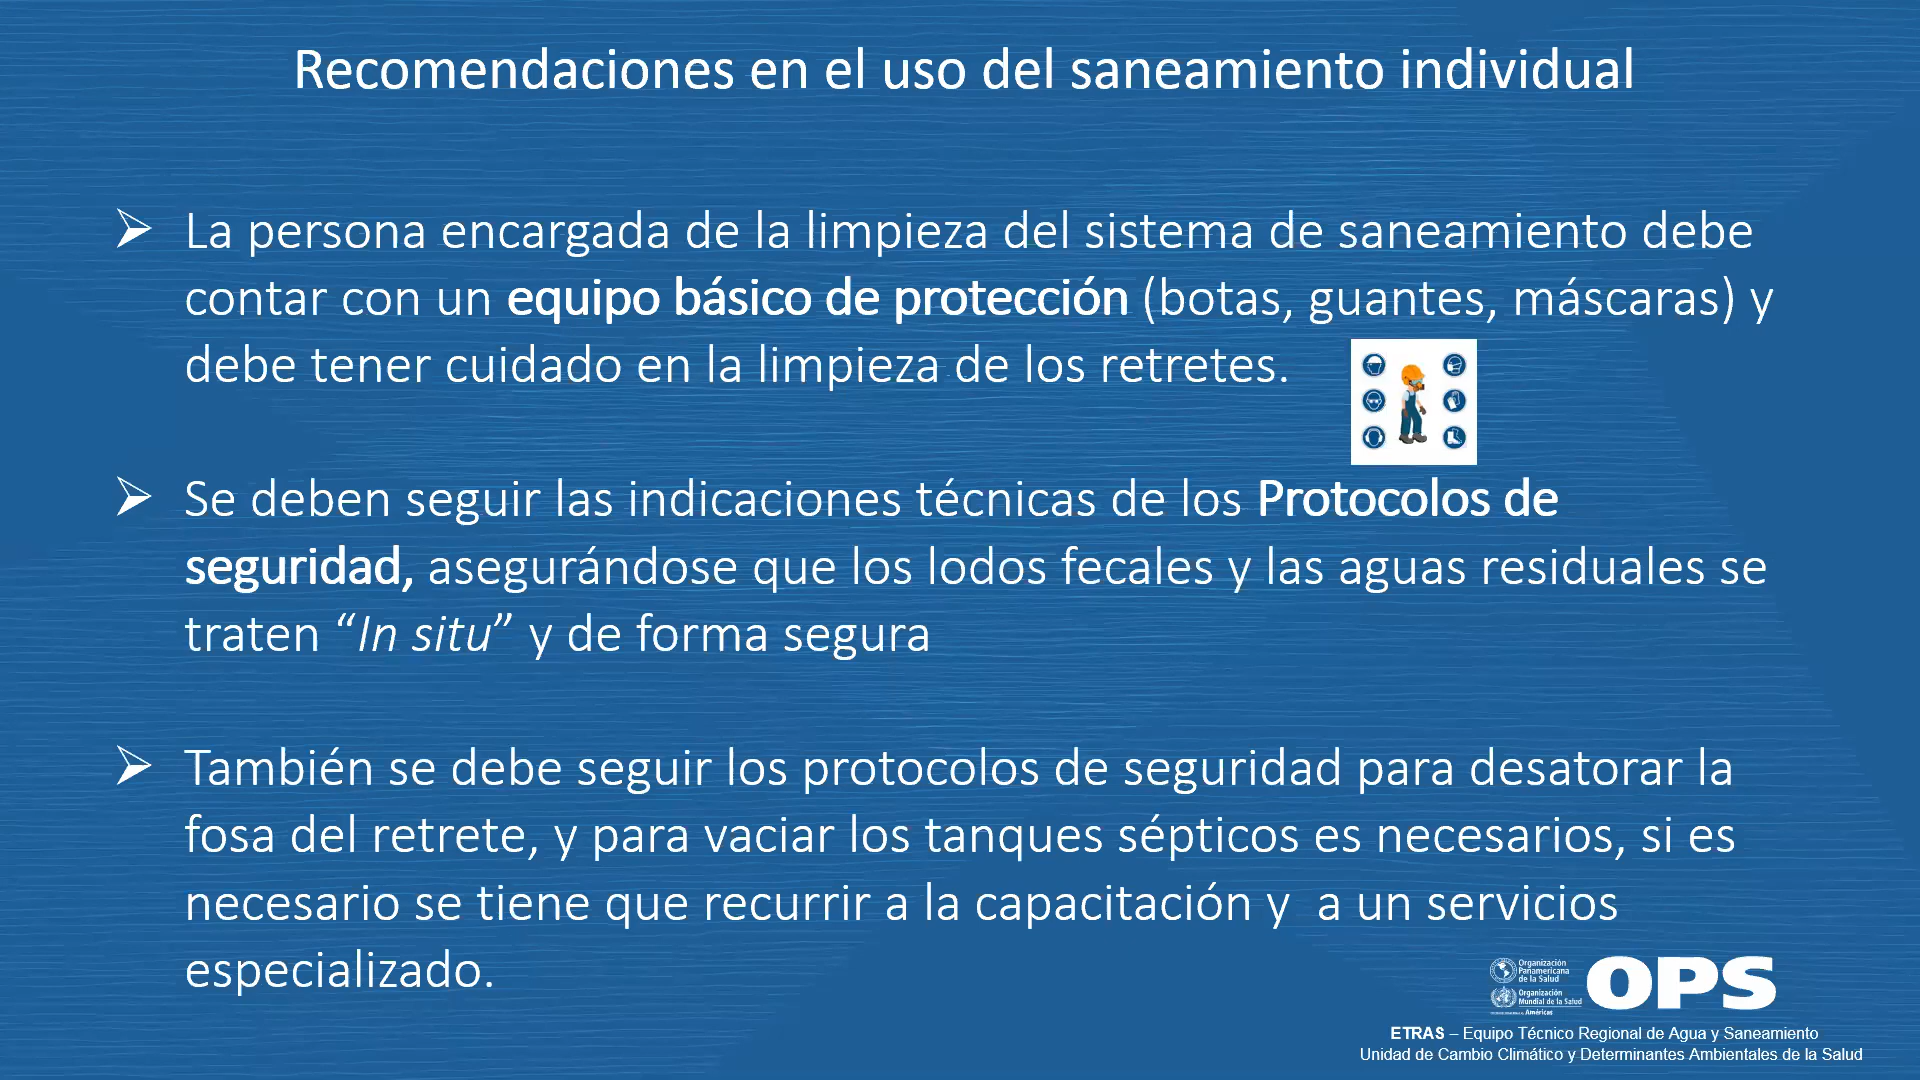 Recomendaciones en el uso del saneamiento individual
La persona encargada de la limpieza del sistema de saneamiento debe
contar con un equipo básico de protección (botas, guantes, máscaras) y
debe tener cuidado en la limpieza de los retretes.
Se deben seguir las indicaciones técnicas de los Protocolos de
seguridad, asegurándose que los lodos fecales y las aguas residuales se
traten “In situ” y de forma segura
También se debe seguir los protocolos de seguridad para desatorar la
fosa del retrete, y para vaciar los tanques sépticos es necesarios, si es
necesario se tiene que recurrir a la capacitación y  a un servicios
especializado.
Organización
Panamericana
de la Salud
Organización
Mundial de la Salud
Américas
OPS
ETRAS – Equipo Técnico Regional de Agua y Saneamiento
Unidad de Cambio Climático y Determinantes Ambientales de la Salud